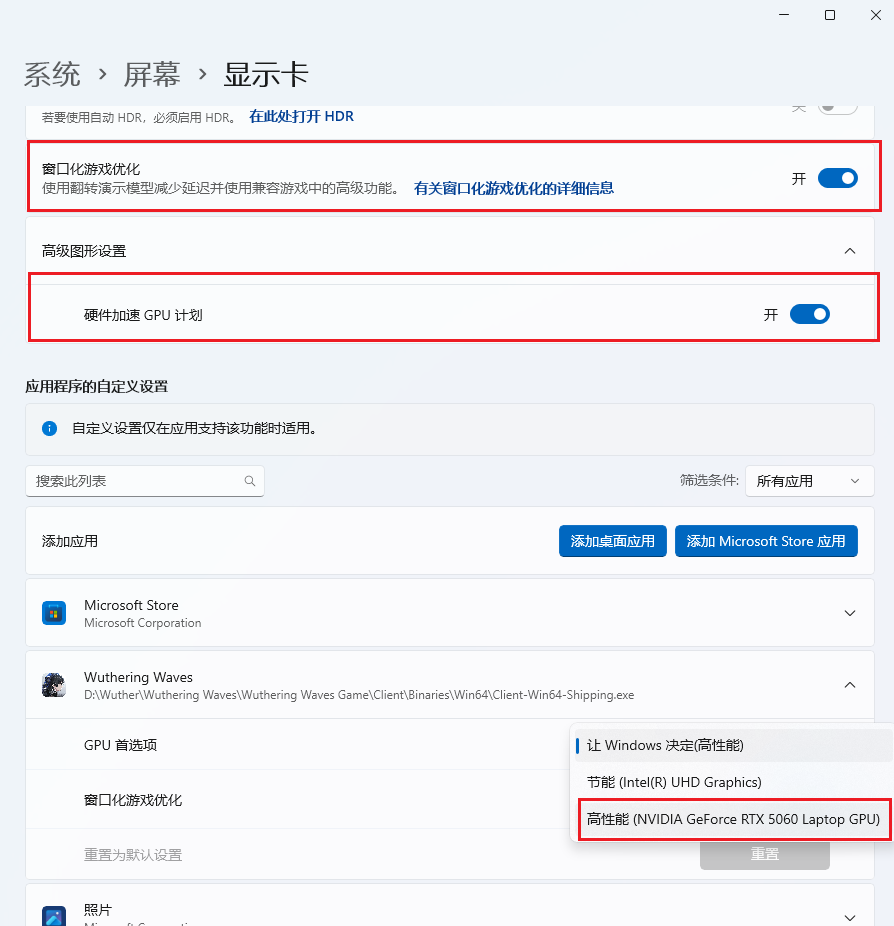 系统 › 屏幕 › 显示卡
若要使用自动 HDR，必须启用 HDR。 在此处打开 HDR
关
窗口化游戏优化
使用翻转演示模型减少延迟并使用兼容游戏中的高级功能。 有关窗口化游戏优化的详细信息
开
高级图形设置
硬件加速 GPU 计划
开
应用程序的自定义设置
自定义设置仅在应用支持该功能时适用。
搜索此列表
筛选条件: 所有应用
添加应用
添加桌面应用 添加 Microsoft Store 应用
Microsoft Store
Microsoft Corporation
Wuthering Waves
D:\Wuther\Wuthering Waves\Wuthering Waves Game\Client\Binaries\Win64\Client-Win64-Shipping.exe
GPU 首选项
让 Windows 决定(高性能)
节能 (Intel(R) UHD Graphics)
窗口化游戏优化
高性能 (NVIDIA GeForce RTX 5060 Laptop GPU)
重置为默认设置
重置
照片
Microsoft Corporation